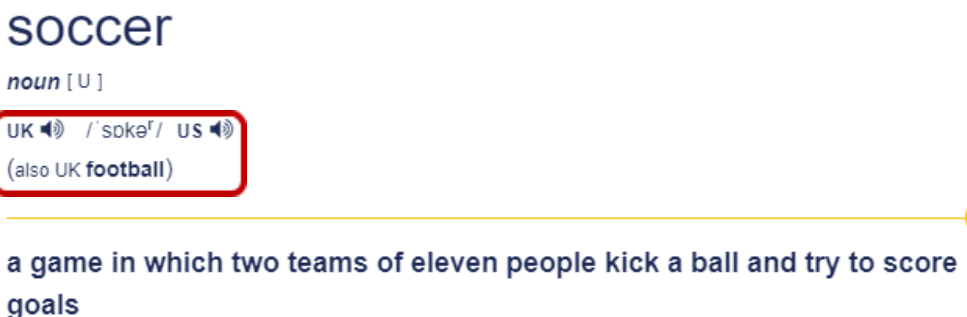 soccer
noun [ U ]
UK /ˈsɒkəʳ/ US
(also UK football)
a game in which two teams of eleven people kick a ball and try to score
goals